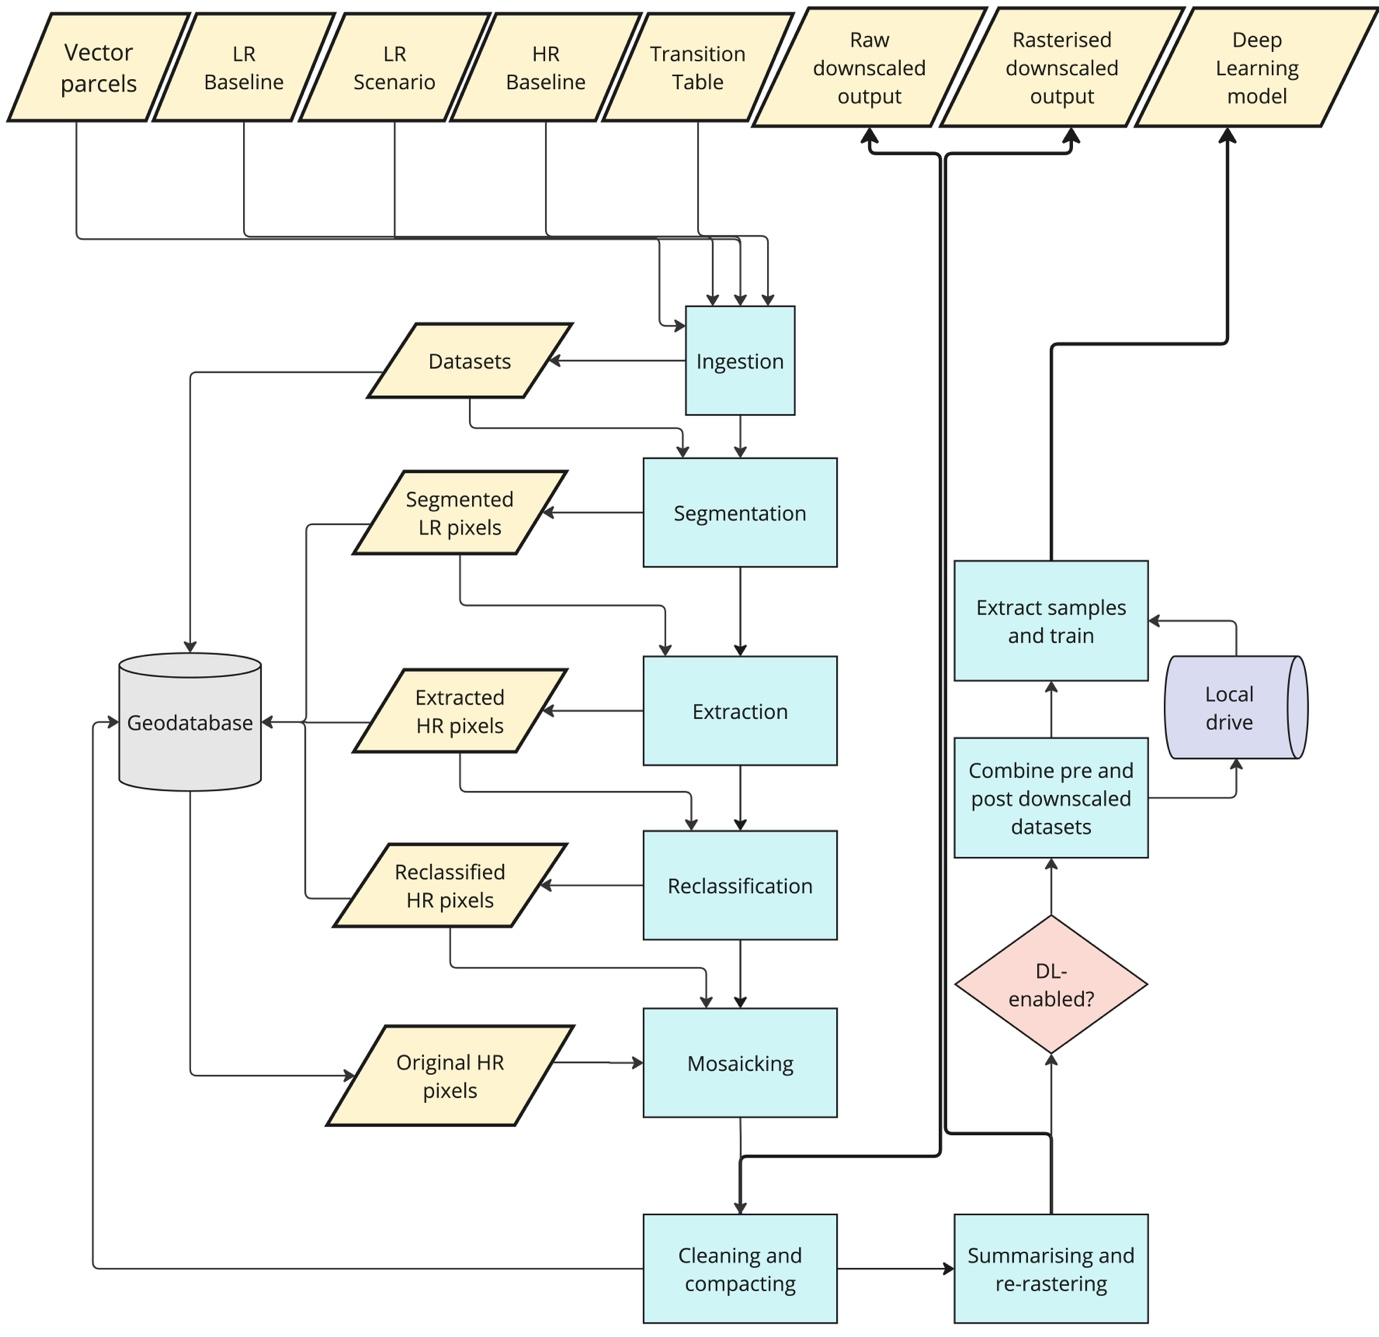 Vector
parcels
LR
Baseline
LR
Scenario
HR
Baseline
Transition
Table
Raw
downscaled
output
Rasterised
downscaled
output
Deep
Learning
model
Datasets
Ingestion
Segmented
LR pixels
Segmentation
Extract samples
and train
Geodatabase
Extracted
HR pixels
Extraction
Local
drive
Combine pre and
post downscaled
datasets
Reclassified
HR pixels
Reclassification
DL-
enabled?
Original HR
pixels
Mosaicking
Cleaning and
compacting
Summarising and
re-rastering